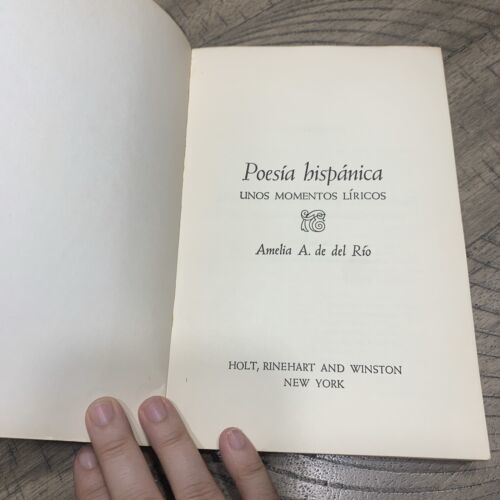 Poesía hispánica
UNOS MOMENTOS LÍRICOS
Amelia A. de del Río
HOLT, RINEHART AND WINSTON
NEW YORK